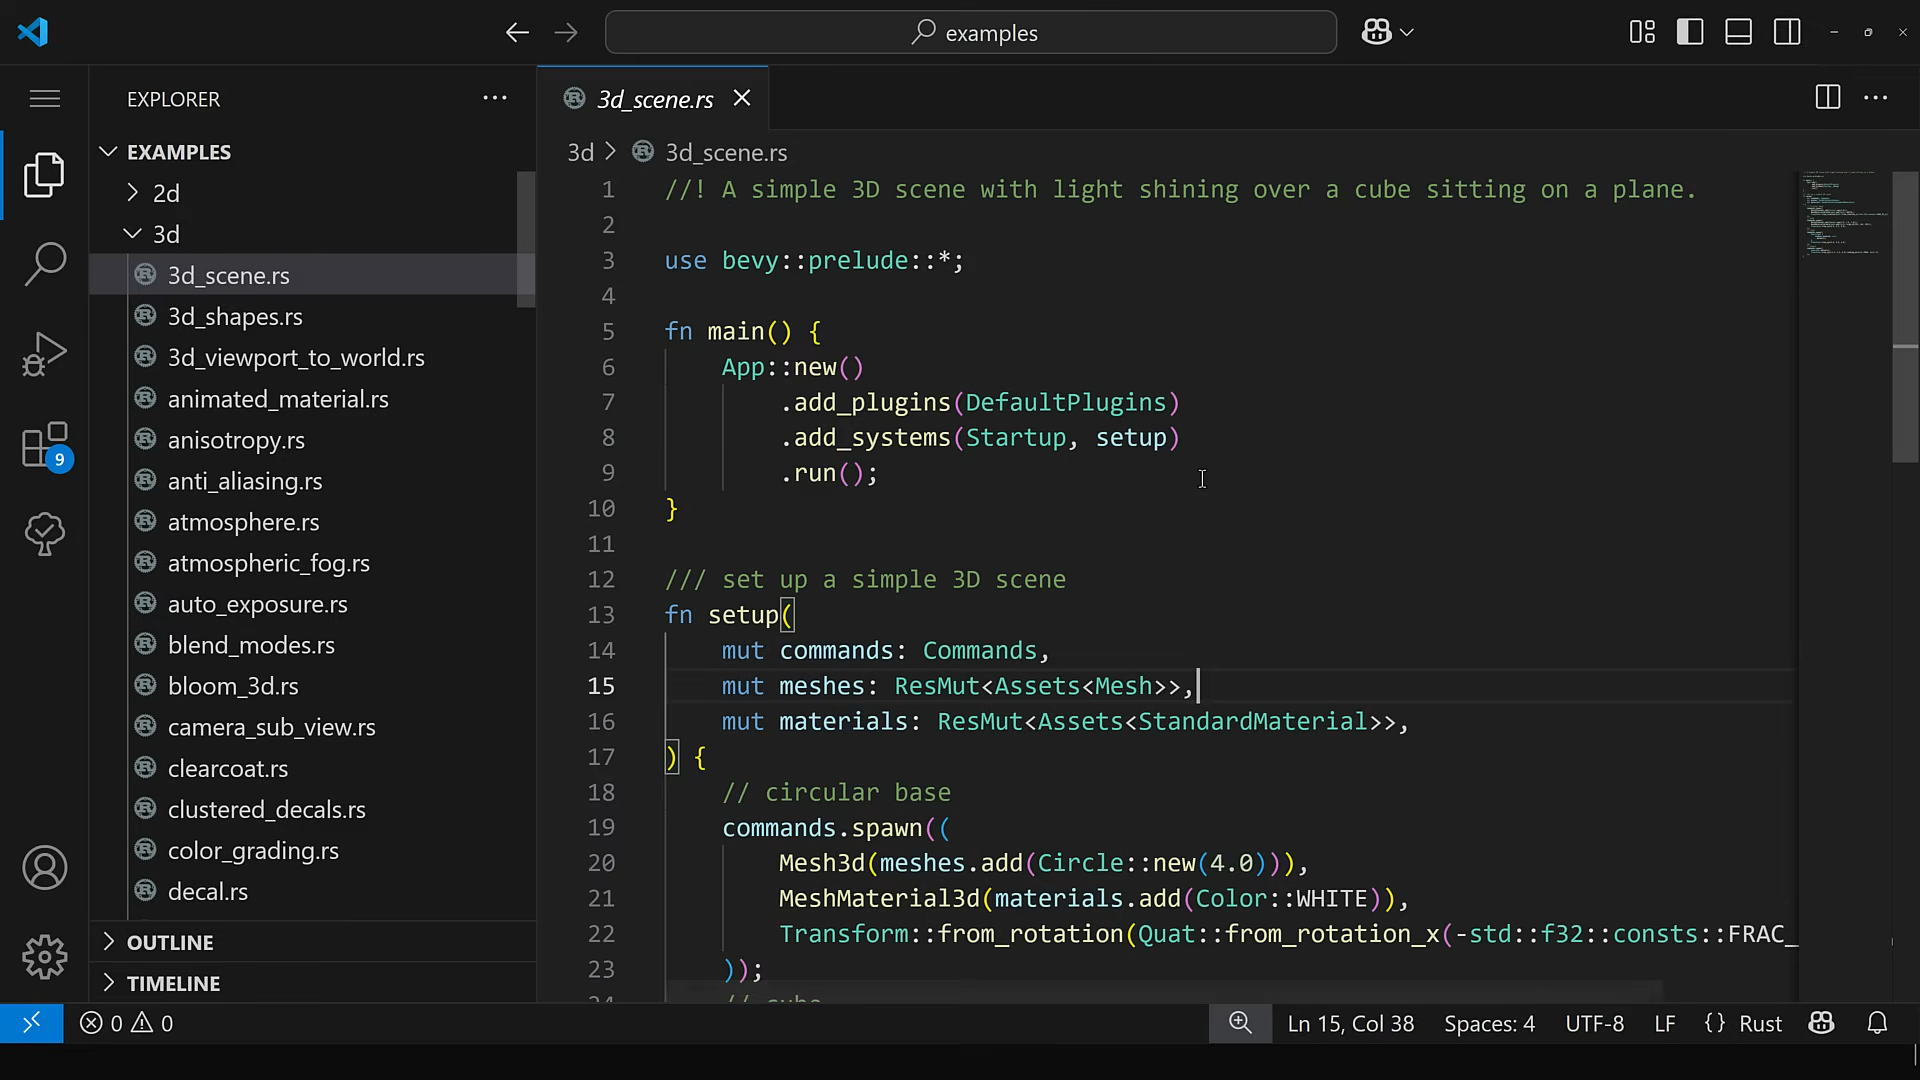 examples
EXPLORER
EXAMPLES
2d
3d
3d_scene.rs
3d_shapes.rs
3d_viewport_to_world.rs
animated_material.rs
anisotropy.rs
anti_aliasing.rs
atmosphere.rs
atmospheric_fog.rs
auto_exposure.rs
blend_modes.rs
bloom_3d.rs
camera_sub_view.rs
clearcoat.rs
clustered_decals.rs
color_grading.rs
decal.rs
OUTLINE
TIMELINE
9
3d_scene.rs
3d > 3d_scene.rs
1 //! A simple 3D scene with light shining over a cube sitting on a plane.
2
3 use bevy::prelude::*;
4
5 fn main() {
6 App::new()
7 .add_plugins(DefaultPlugins)
8 .add_systems(Startup, setup)
9 .run();
10 }
11
12 /// set up a simple 3D scene
13 fn setup(
14 mut commands: Commands,
15 mut meshes: ResMut<Assets<Mesh>>,
16 mut materials: ResMut<Assets<StandardMaterial>>,
17 ) {
18 // circular base
19 commands.spawn((
20 Mesh3d(meshes.add(Circle::new(4.0))),
21 MeshMaterial3d(materials.add(Color::WHITE)),
22 Transform::from_rotation(Quat::from_rotation_x(-std::f32::consts::FRAC_
23 ));
0 0
Ln 15, Col 38
Spaces: 4
UTF-8
LF
{} Rust